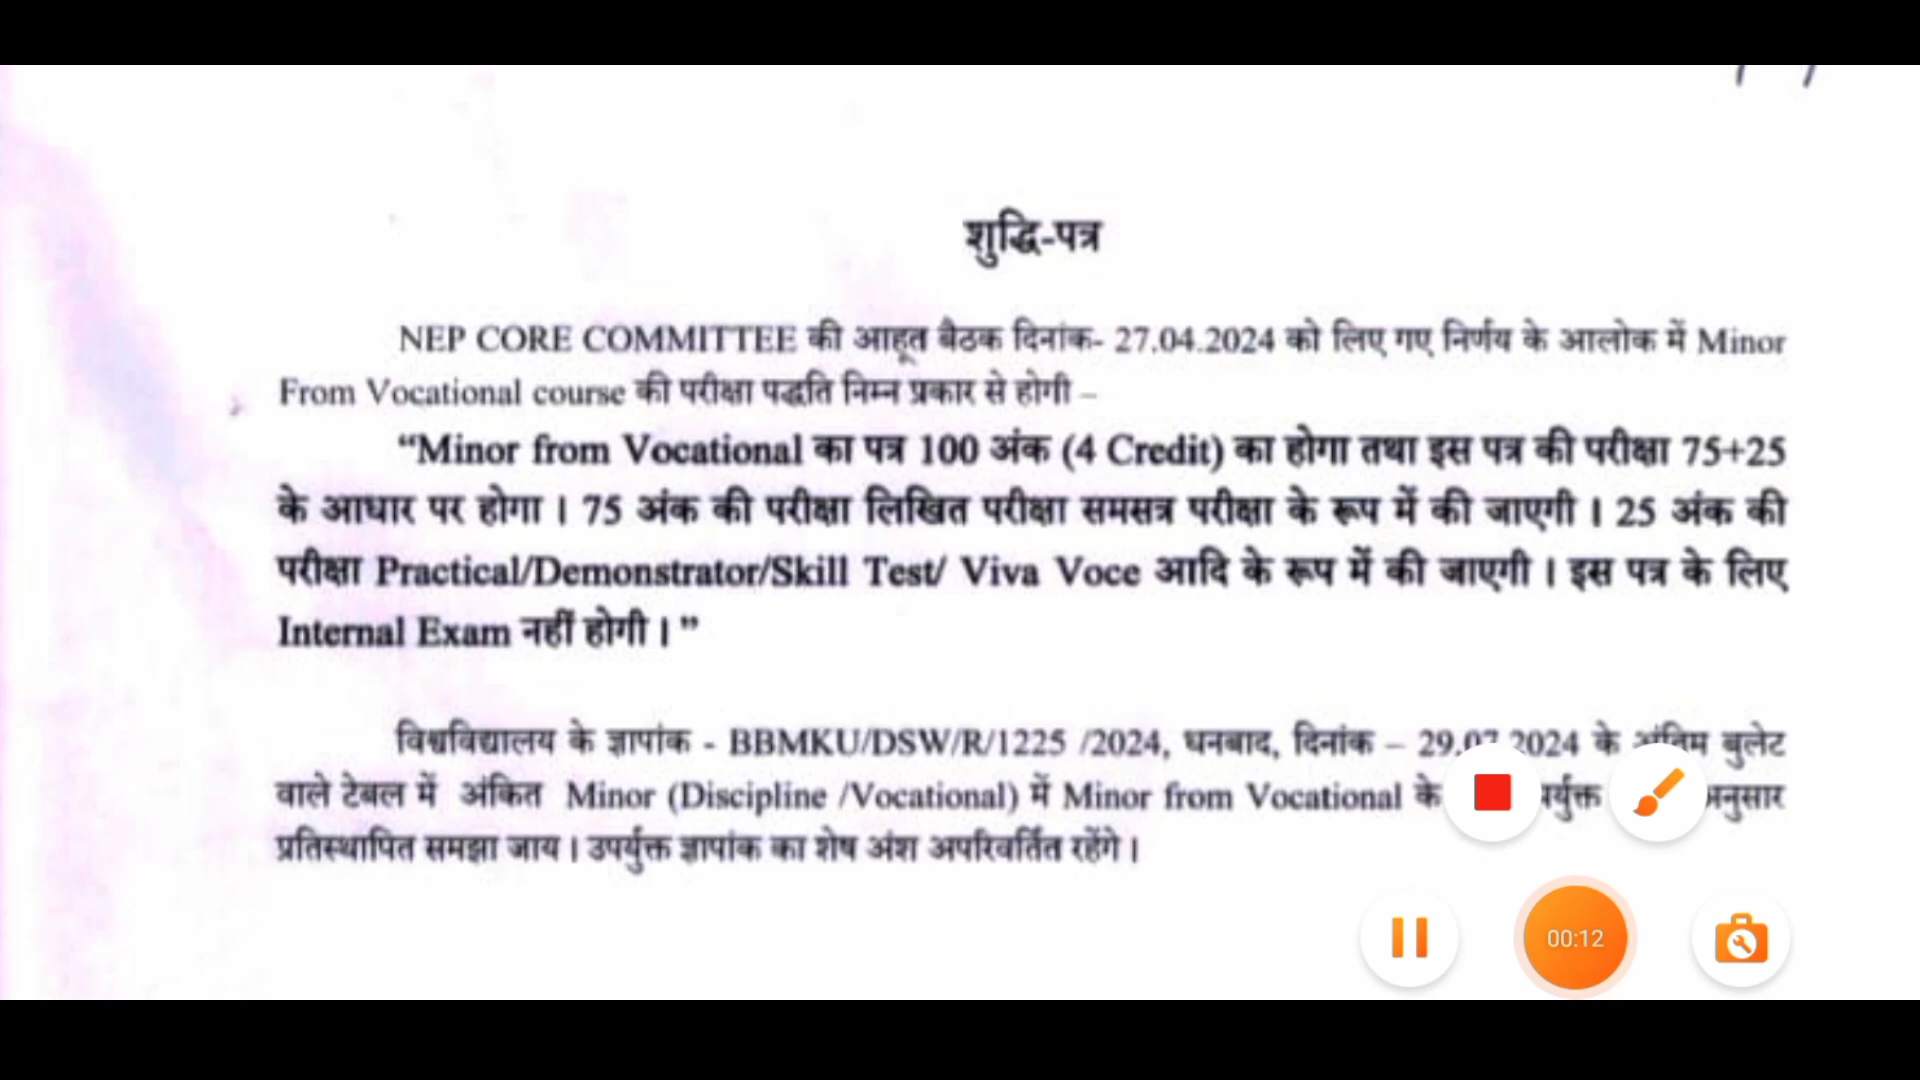 शुद्धि-पत्र
NEP CORE COMMITTEE की आहूत बैठक दिनांक- 27.04.2024 को लिए गए निर्णय के आलोक में Minor
From Vocational course की परीक्षा पद्धति निम्न प्रकार से होगी –
“Minor from Vocational का पत्र 100 अंक (4 Credit) का होगा तथा इस पत्र की परीक्षा 75+25
के आधार पर होगा । 75 अंक की परीक्षा लिखित परीक्षा समसत्र परीक्षा के रूप में की जाएगी । 25 अंक की
परीक्षा Practical/Demonstrator/Skill Test/ Viva Voce आदि के रूप में की जाएगी । इस पत्र के लिए
Internal Exam नहीं होगी । ”
विश्वविद्यालय के ज्ञापांक - BBMKU/DSW/R/1225 /2024, धनबाद, दिनांक – 29.07.2024 के अंतिम बुलेट
वाले टेबल में अंकित Minor (Discipline /Vocational) में Minor from Vocational के
प्रतिस्थापित समझा जाय । उपर्युक्त ज्ञापांक का शेष अंश अपरिवर्तित रहेंगे ।
00:12